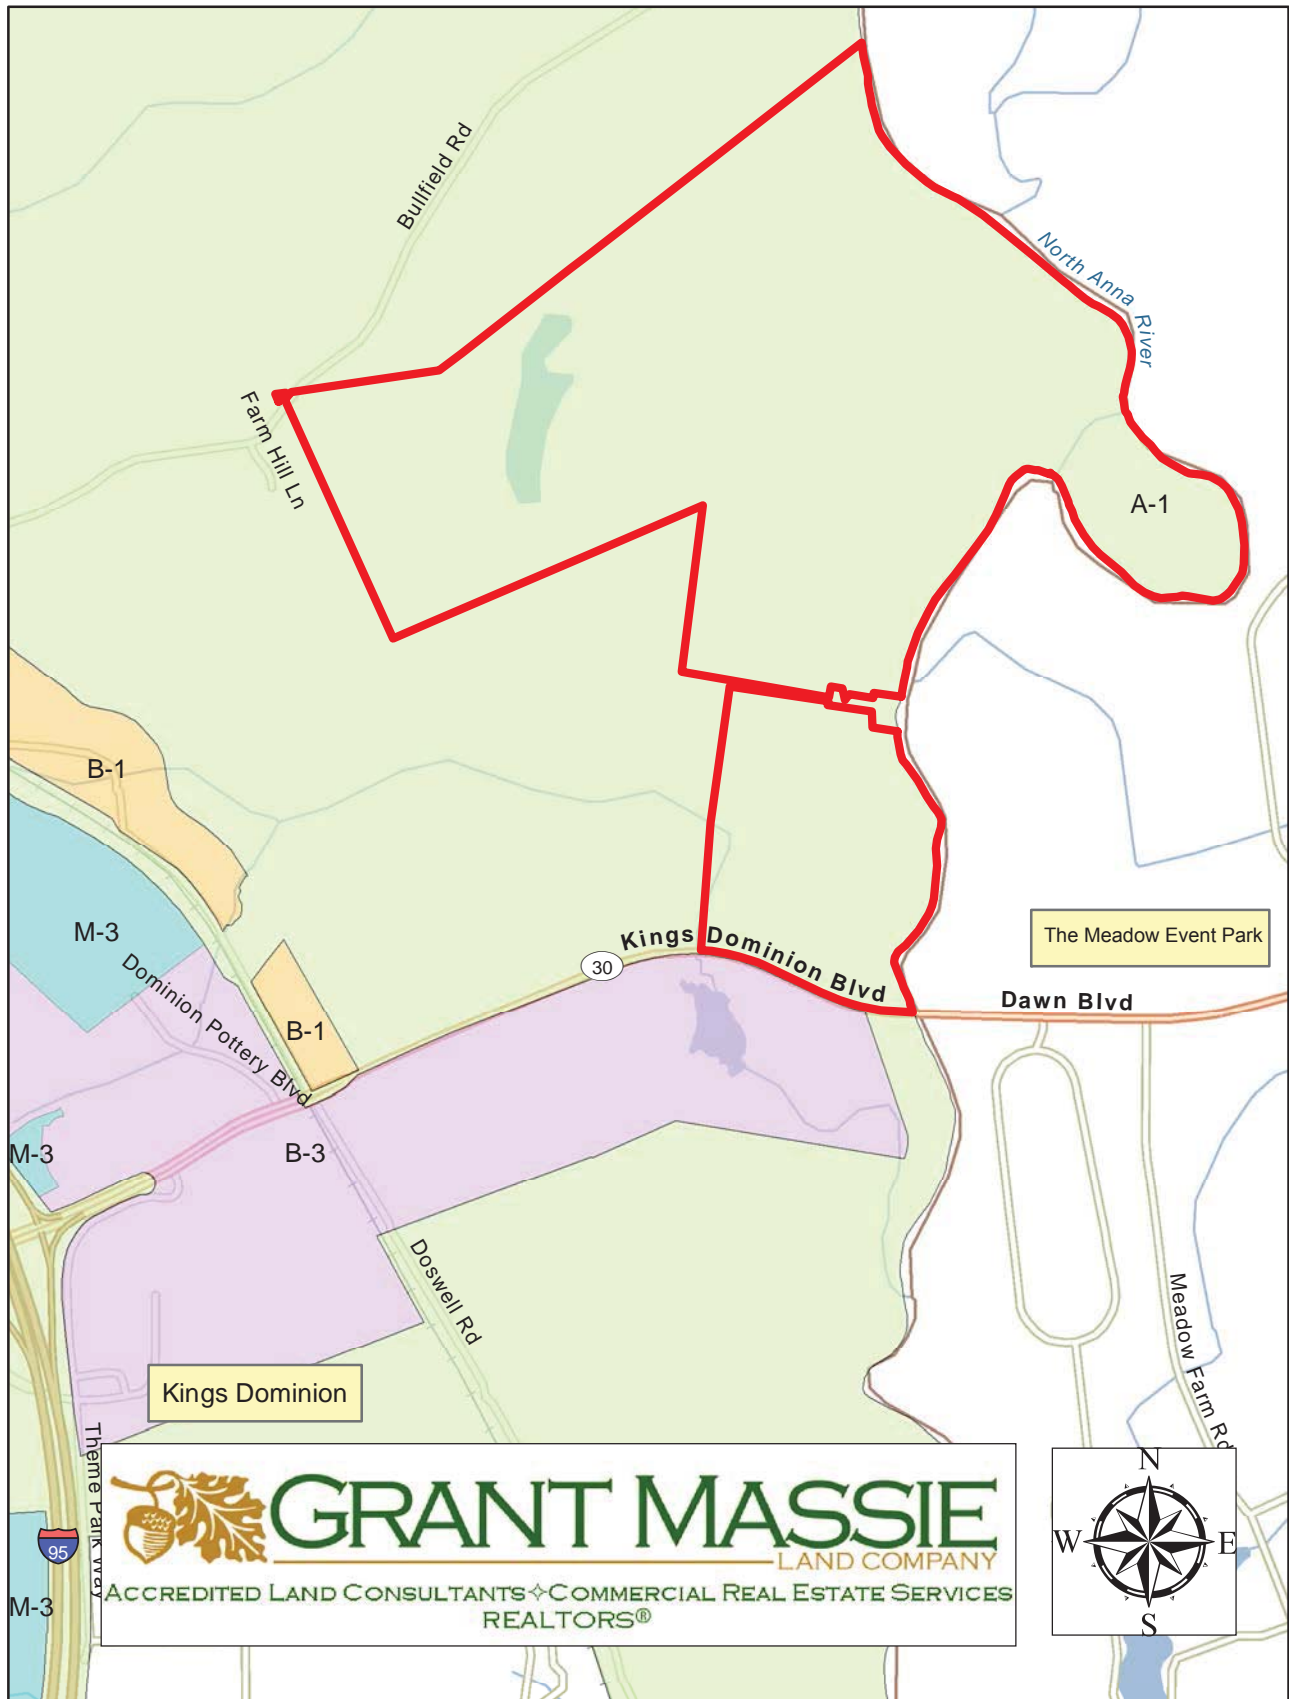 Bullfield Rd
North Anna
River
Farm Hill Ln
A-1
B-1
M-3
The Meadow Event Park
Kings Dominion Blvd
30
Dawn Blvd
Dominion Pottery Blvd
B-1
M-3
B-3
Doswell Rd
Meadow Farm Rd
Kings Dominion
Theme Park Way
95
M-3
GRANT MASSIE
LAND COMPANY
ACCREDITED LAND CONSULTANTS✧COMMERCIAL REAL ESTATE SERVICES
REALTORS®
N
W E
S